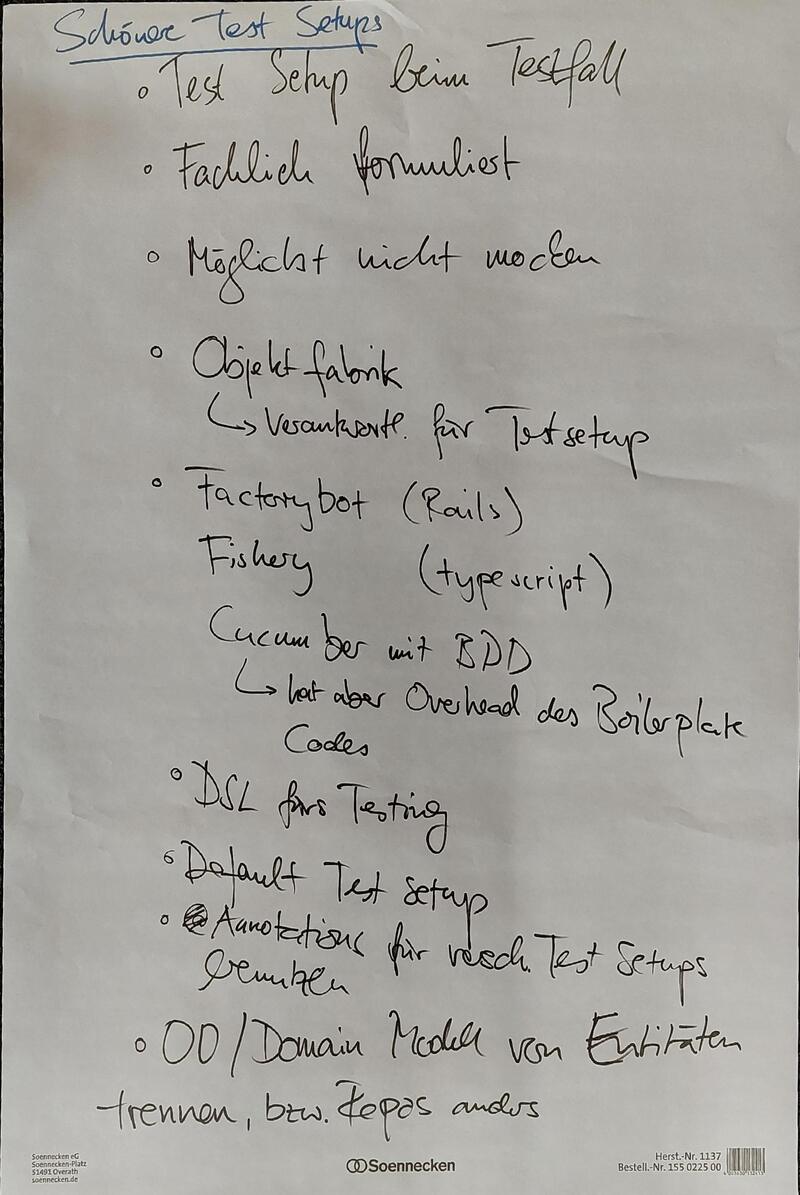 Schöner Test Setups
• Test Setup beim Testfall
• Fachlich formuliert
• Möglichst nicht mocken
• Objektfabrik
↳ Verantwortl. für Testsetup
• Factorybot (Rails)
Fishery (typescript)
Cucumber mit BDD
↳ hat aber Overhead des Boilerplate
Codes
• DSL fürs Testing
• Default Test Setup
• @Annotations für versch. Test Setups
benutzen
• OO/Domain Modell von Entitäten
trennen, bzw. Repos anders
Soennecken eG
Soennecken-Platz
51491 Overath
soennecken.de
Soennecken
Herst.-Nr. 1137
Bestell.-Nr. 155 0225 00